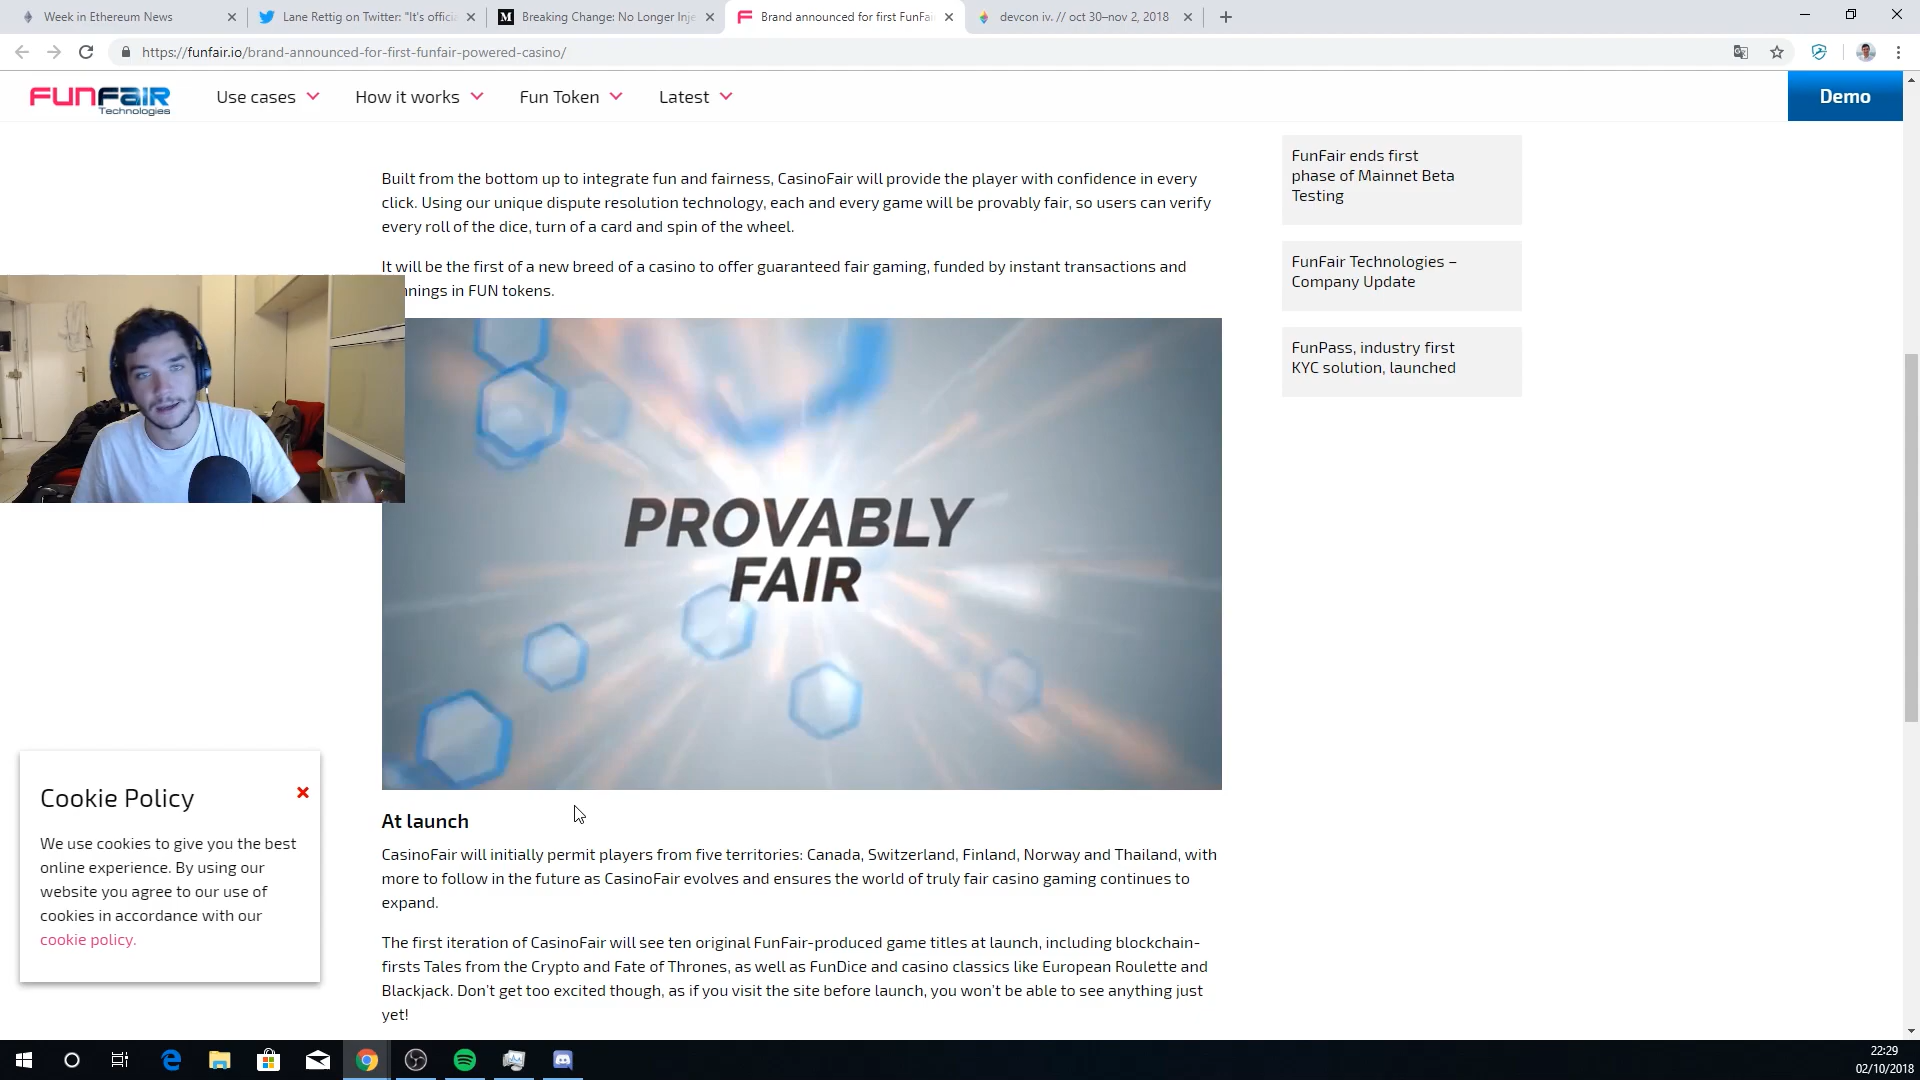 Week in Ethereum News
Lane Rettig on Twitter: "It's offici
Breaking Change: No Longer Inje
Brand announced for first FunFai
devcon iv. // oct 30–nov 2, 2018
https://funfair.io/brand-announced-for-first-funfair-powered-casino/
FUNFAIR
Technologies
Use cases
How it works
Fun Token
Latest
Demo
Built from the bottom up to integrate fun and fairness, CasinoFair will provide the player with confidence in every
click. Using our unique dispute resolution technology, each and every game will be provably fair, so users can verify
every roll of the dice, turn of a card and spin of the wheel.
It will be the first of a new breed of a casino to offer guaranteed fair gaming, funded by instant transactions and
nnings in FUN tokens.
FunFair ends first
phase of Mainnet Beta
Testing
FunFair Technologies –
Company Update
FunPass, industry first
KYC solution, launched
PROVABLY
FAIR
Cookie Policy
We use cookies to give you the best
online experience. By using our
website you agree to our use of
cookies in accordance with our
cookie policy.
At launch
CasinoFair will initially permit players from five territories: Canada, Switzerland, Finland, Norway and Thailand, with
more to follow in the future as CasinoFair evolves and ensures the world of truly fair casino gaming continues to
expand.
The first iteration of CasinoFair will see ten original FunFair-produced game titles at launch, including blockchain-
firsts Tales from the Crypto and Fate of Thrones, as well as FunDice and casino classics like European Roulette and
Blackjack. Don't get too excited though, as if you visit the site before launch, you won't be able to see anything just
yet!
22:29
02/10/2018